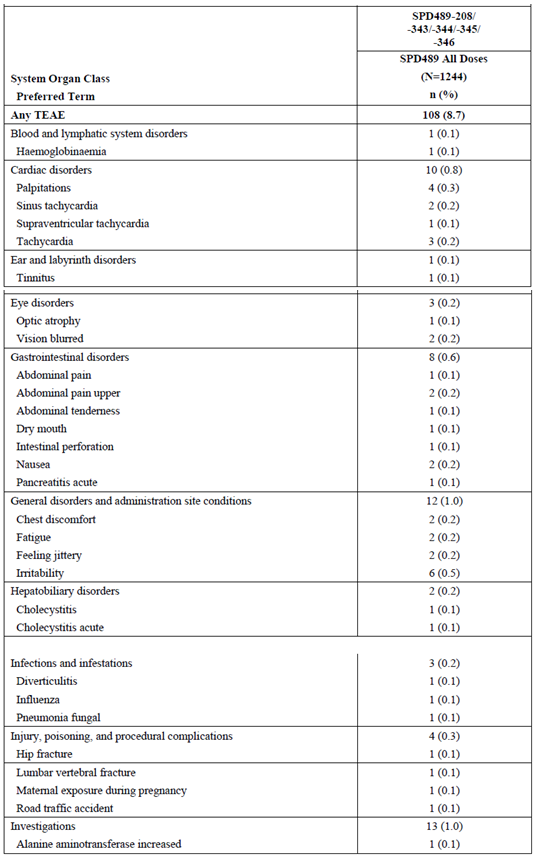 SPD489-208/
-343/-344/-345/
-346
SPD489 All Doses
System Organ Class (N=1244)
Preferred Term n (%)
Any TEAE 108 (8.7)
Blood and lymphatic system disorders 1 (0.1)
Haemoglobinaemia 1 (0.1)
Cardiac disorders 10 (0.8)
Palpitations 4 (0.3)
Sinus tachycardia 2 (0.2)
Supraventricular tachycardia 1 (0.1)
Tachycardia 3 (0.2)
Ear and labyrinth disorders 1 (0.1)
Tinnitus 1 (0.1)
Eye disorders 3 (0.2)
Optic atrophy 1 (0.1)
Vision blurred 2 (0.2)
Gastrointestinal disorders 8 (0.6)
Abdominal pain 1 (0.1)
Abdominal pain upper 2 (0.2)
Abdominal tenderness 1 (0.1)
Dry mouth 1 (0.1)
Intestinal perforation 1 (0.1)
Nausea 2 (0.2)
Pancreatitis acute 1 (0.1)
General disorders and administration site conditions 12 (1.0)
Chest discomfort 2 (0.2)
Fatigue 2 (0.2)
Feeling jittery 2 (0.2)
Irritability 6 (0.5)
Hepatobiliary disorders 2 (0.2)
Cholecystitis 1 (0.1)
Cholecystitis acute 1 (0.1)
Infections and infestations 3 (0.2)
Diverticulitis 1 (0.1)
Influenza 1 (0.1)
Pneumonia fungal 1 (0.1)
Injury, poisoning, and procedural complications 4 (0.3)
Hip fracture 1 (0.1)
Lumbar vertebral fracture 1 (0.1)
Maternal exposure during pregnancy 1 (0.1)
Road traffic accident 1 (0.1)
Investigations 13 (1.0)
Alanine aminotransferase increased 1 (0.1)